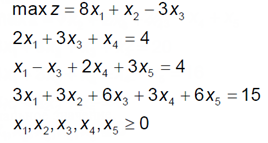 max z = 8x₁ + x₂ − 3x₃
2x₁ + 3x₃ + x₄ = 4
x₁ − x₃ + 2x₄ + 3x₅ = 4
3x₁ + 3x₂ + 6x₃ + 3x₄ + 6x₅ = 15
x₁, x₂, x₃, x₄, x₅ ≥ 0